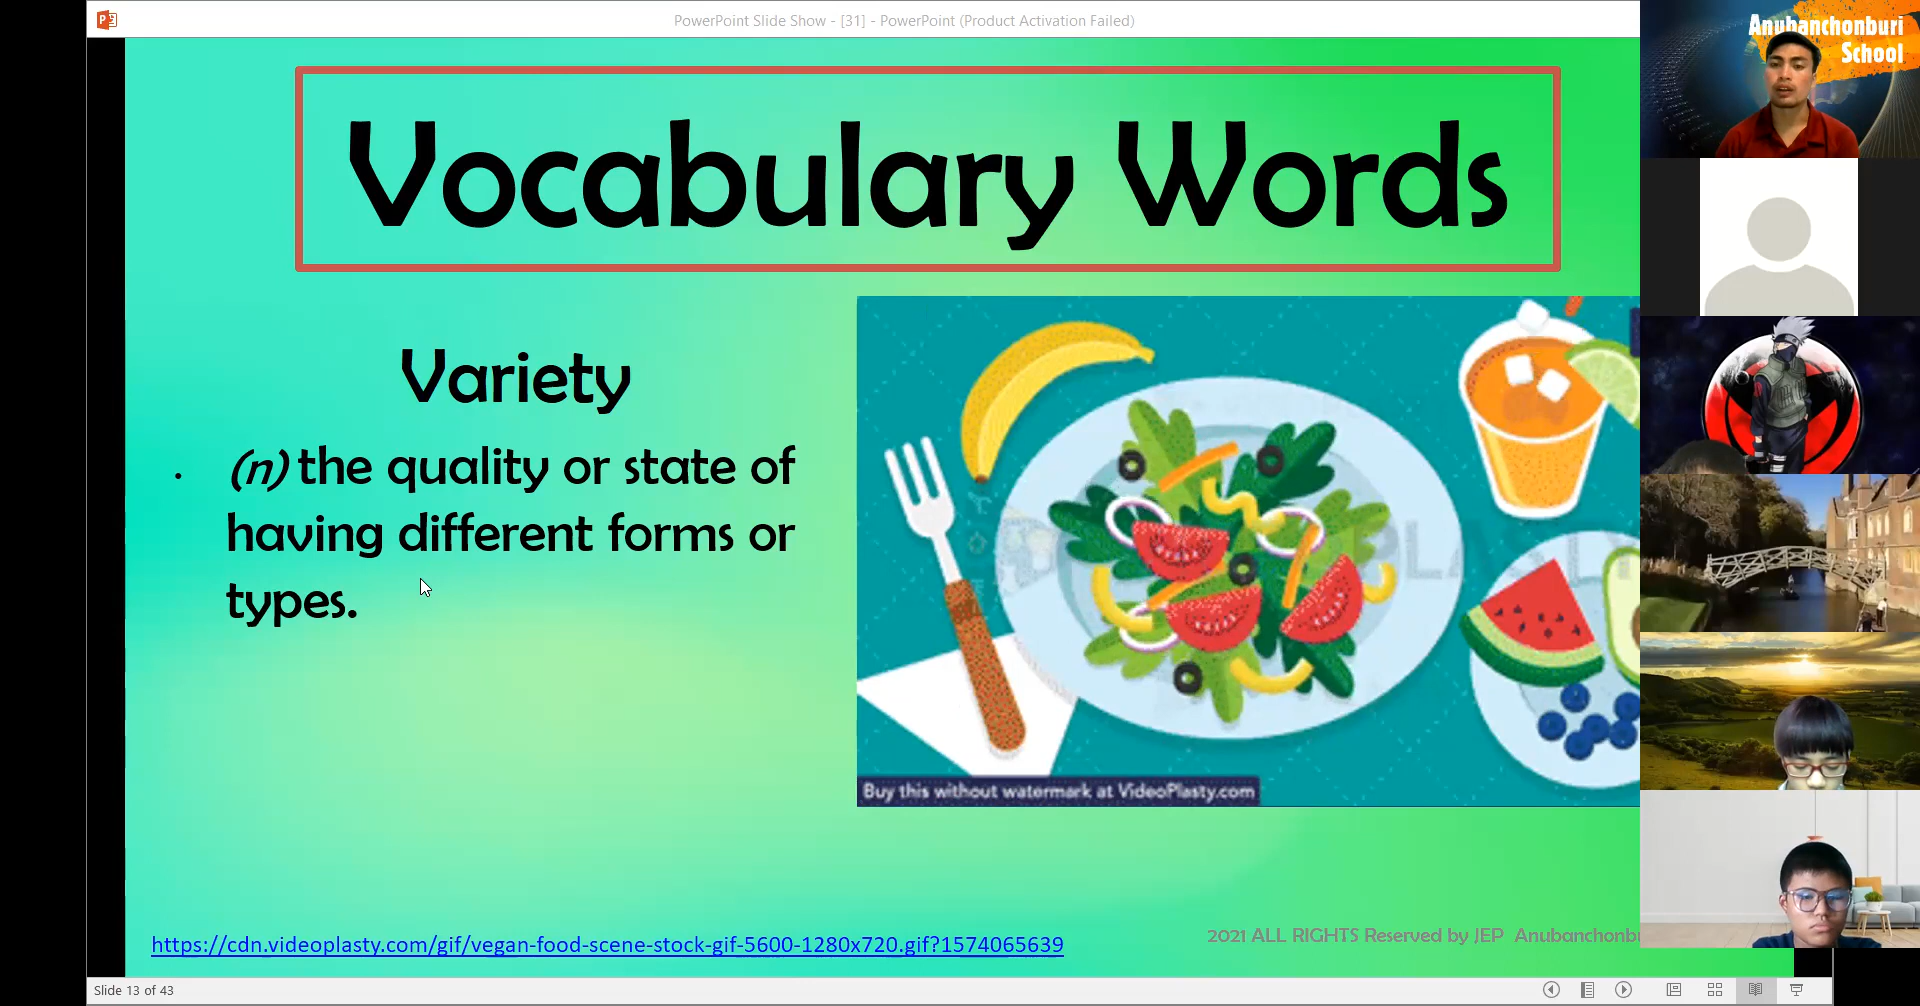 PowerPoint Slide Show - [31] - PowerPoint (Product Activation Failed)
Anubanchonburi
School
Vocabulary Words
Variety
• (n) the quality or state of
having different forms or
types.
Buy this without watermark at VideoPlasty.com
https://cdn.videoplasty.com/gif/vegan-food-scene-stock-gif-5600-1280x720.gif?1574065639
2021 ALL RIGHTS Reserved by JEP Anubanchonbu
Slide 13 of 43